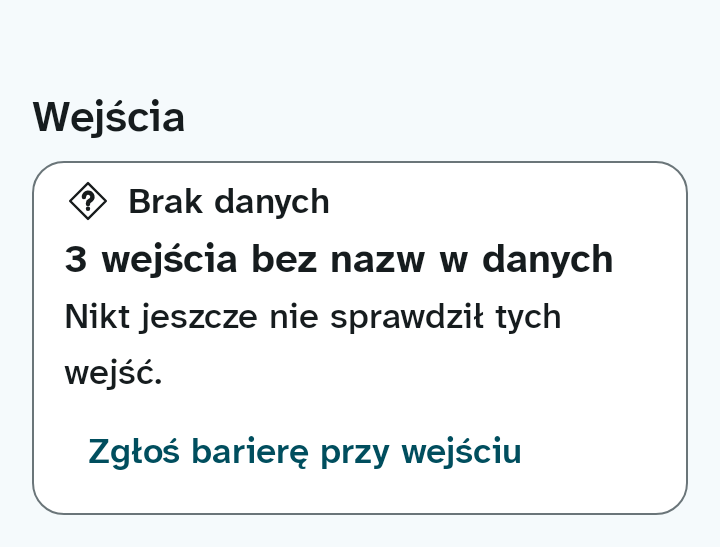 Wejścia
Brak danych
3 wejścia bez nazw w danych
Nikt jeszcze nie sprawdził tych
wejść.
Zgłoś barierę przy wejściu